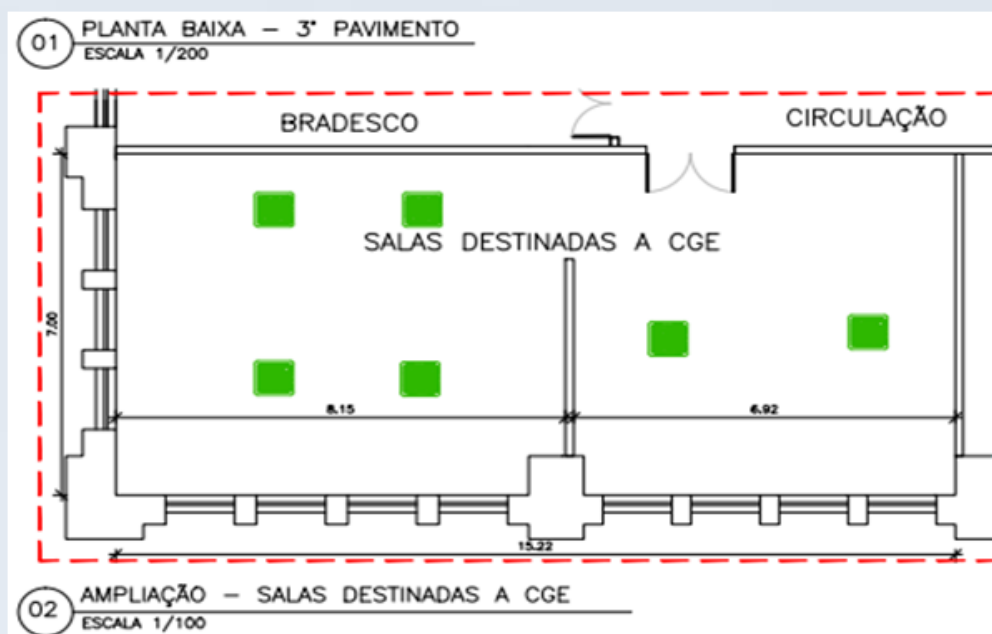 01 PLANTA BAIXA — 3° PAVIMENTO
ESCALA 1/200
BRADESCO
CIRCULAÇÃO
SALAS DESTINADAS A CGE
7.00
8.15
6.92
15.22
02 AMPLIAÇÃO — SALAS DESTINADAS A CGE
ESCALA 1/100